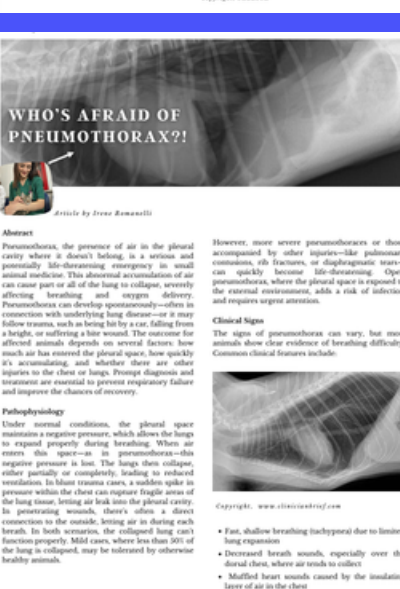 WHO'S AFRAID OF
PNEUMOTHORAX?!
Article by Irene Romanelli
Abstract
Pneumothorax, the presence of air in the pleural
cavity where it doesn't belong, is a serious and
potentially life-threatening emergency in small
animal medicine. This abnormal accumulation of air
can cause part or all of the lung to collapse, severely
affecting breathing and oxygen delivery.
Pneumothorax can develop spontaneously—often in
connection with underlying lung disease—or it may
follow trauma, such as being hit by a car, falling from
a height, or suffering a bite wound. The outcome for
affected animals depends on several factors: how
much air has entered the pleural space, how quickly
it's accumulating, and whether there are other
injuries to the chest or lungs. Prompt diagnosis and
treatment are essential to prevent respiratory failure
and improve the chances of recovery.
Pathophysiology
Under normal conditions, the pleural space
maintains a negative pressure, which allows the lungs
to expand properly during breathing. When air
enters this space—as in pneumothorax—this
negative pressure is lost. The lungs then collapse,
either partially or completely, leading to reduced
ventilation. In blunt trauma cases, a sudden spike in
pressure within the chest can rupture fragile areas of
the lung tissue, letting air leak into the pleural cavity.
In penetrating wounds, there's often a direct
connection to the outside, letting air in during each
breath. In both scenarios, the collapsed lung can't
function properly. Mild cases, where less than 50% of
the lung is collapsed, may be tolerated by otherwise
healthy animals.
However, more severe pneumothoraces or thos
accompanied by other injuries—like pulmonar
contusions, rib fractures, or diaphragmatic tears—
can quickly become life-threatening. Ope
pneumothorax, where the pleural space is exposed t
the external environment, adds a risk of infectio
and requires urgent attention.
Clinical Signs
The signs of pneumothorax can vary, but mos
animals show clear evidence of breathing difficulty
Common clinical features include:
Copyright, www.clinicianbrief.com
• Fast, shallow breathing (tachypnea) due to limite
lung expansion
• Decreased breath sounds, especially over th
dorsal chest, where air tends to collect
• Muffled heart sounds caused by the insulatin
layer of air in the chest